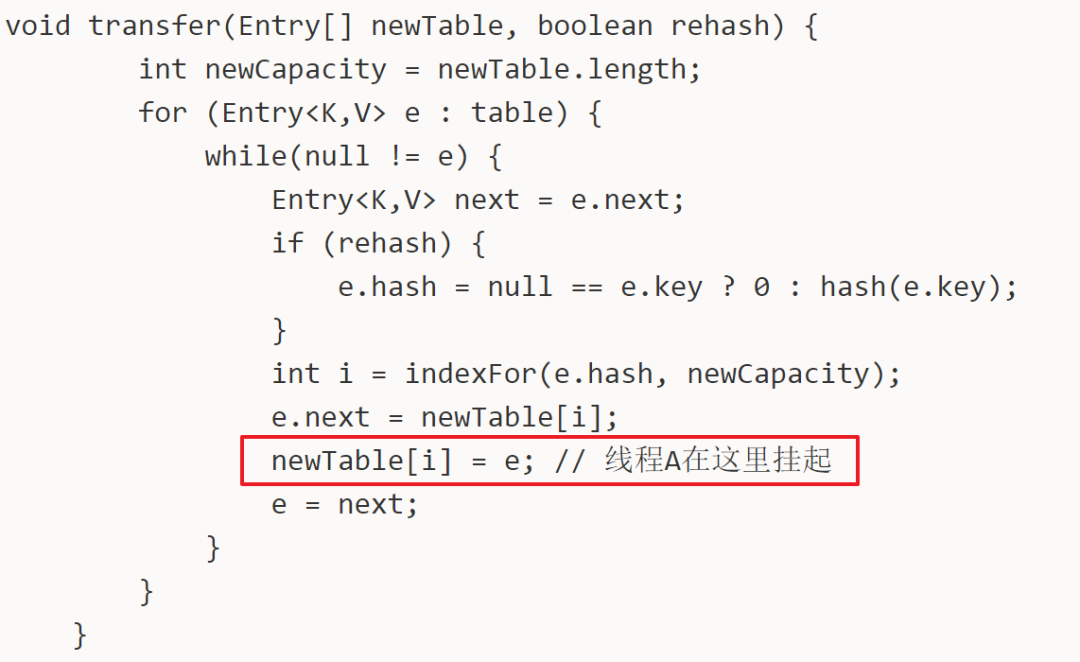 void transfer(Entry[] newTable, boolean rehash) {
int newCapacity = newTable.length;
for (Entry<K,V> e : table) {
while(null != e) {
Entry<K,V> next = e.next;
if (rehash) {
e.hash = null == e.key ? 0 : hash(e.key);
}
int i = indexFor(e.hash, newCapacity);
e.next = newTable[i];
newTable[i] = e; // 线程A在这里挂起
e = next;
}
}
}